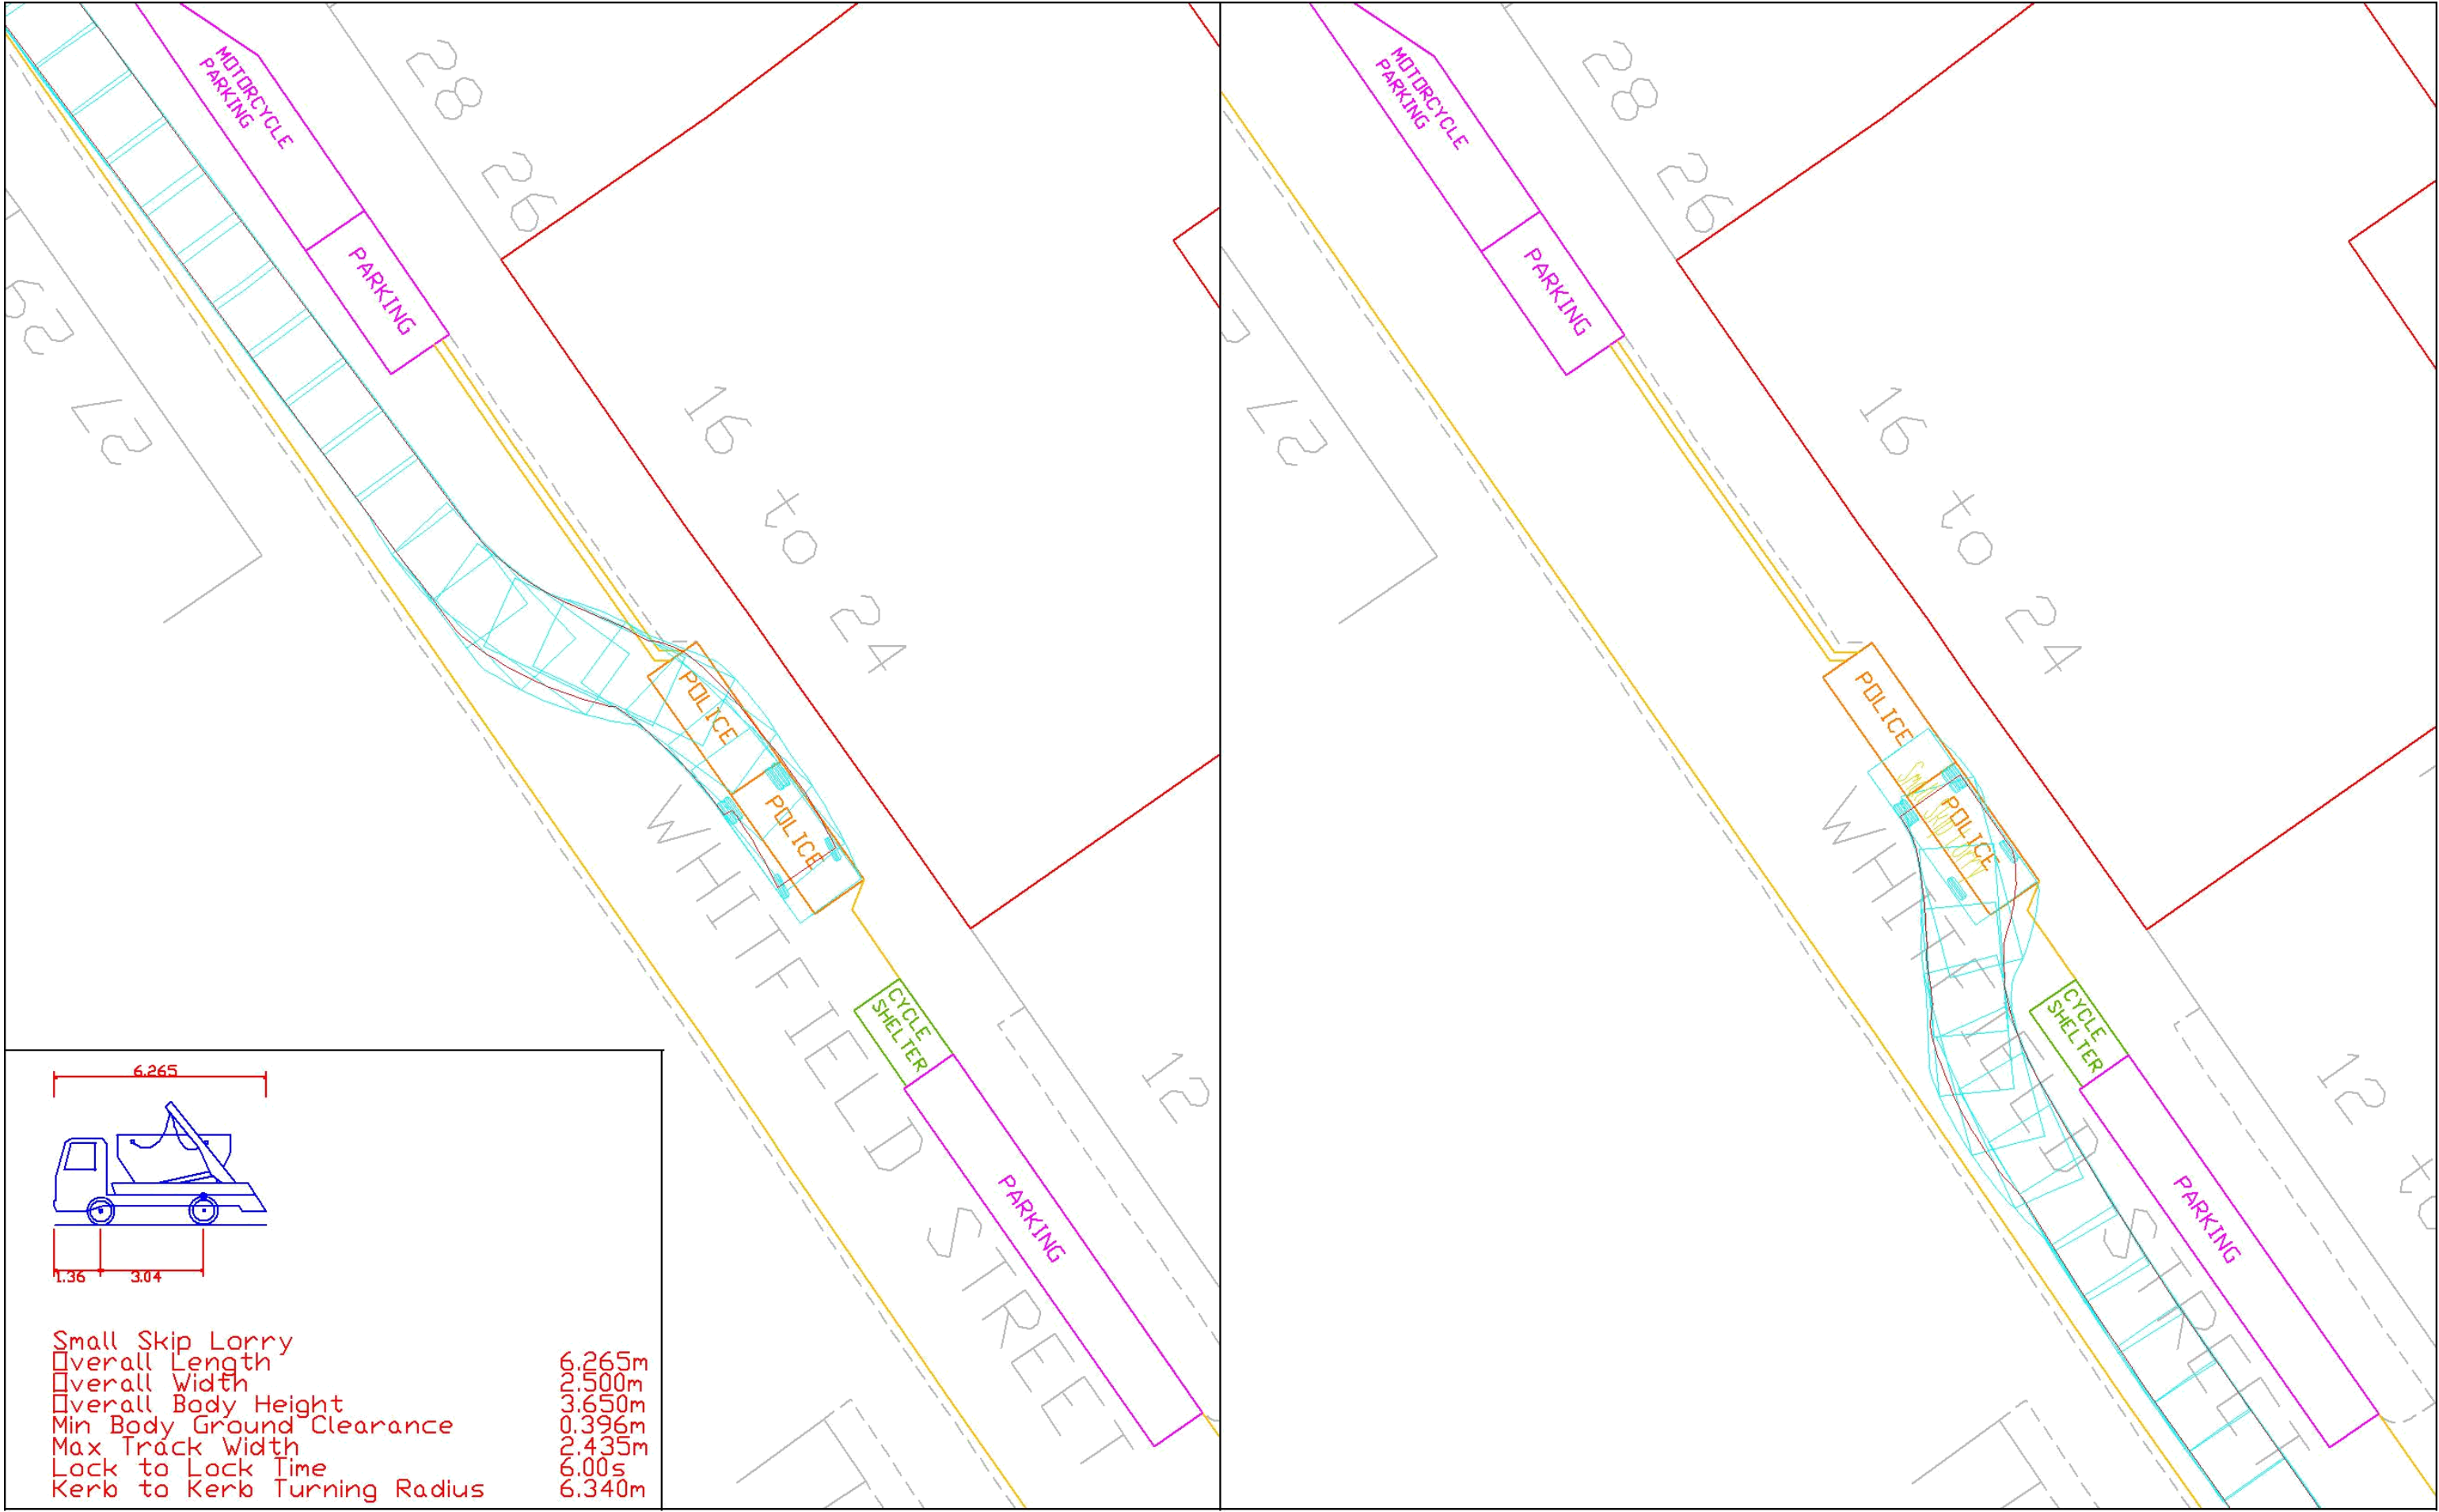 MOTORCYCLE
PARKING
28
26
PARKING
29
27
16
to
24
POLICE
POLICE
WHITFIELD STREET
CYCLE
SHELTER
12
PARKING
6.265
1.36
3.04
Small Skip Lorry
Overall Length 6.265m
Overall Width 2.500m
Overall Body Height 3.650m
Min Body Ground Clearance 0.396m
Max Track Width 2.435m
Lock to Lock Time 6.00s
Kerb to Kerb Turning Radius 6.340m
MOTORCYCLE
PARKING
28
26
PARKING
27
16
to
24
POLICE
POLICE
WHITFIELD STREET
CYCLE
SHELTER
12
to
PARKING